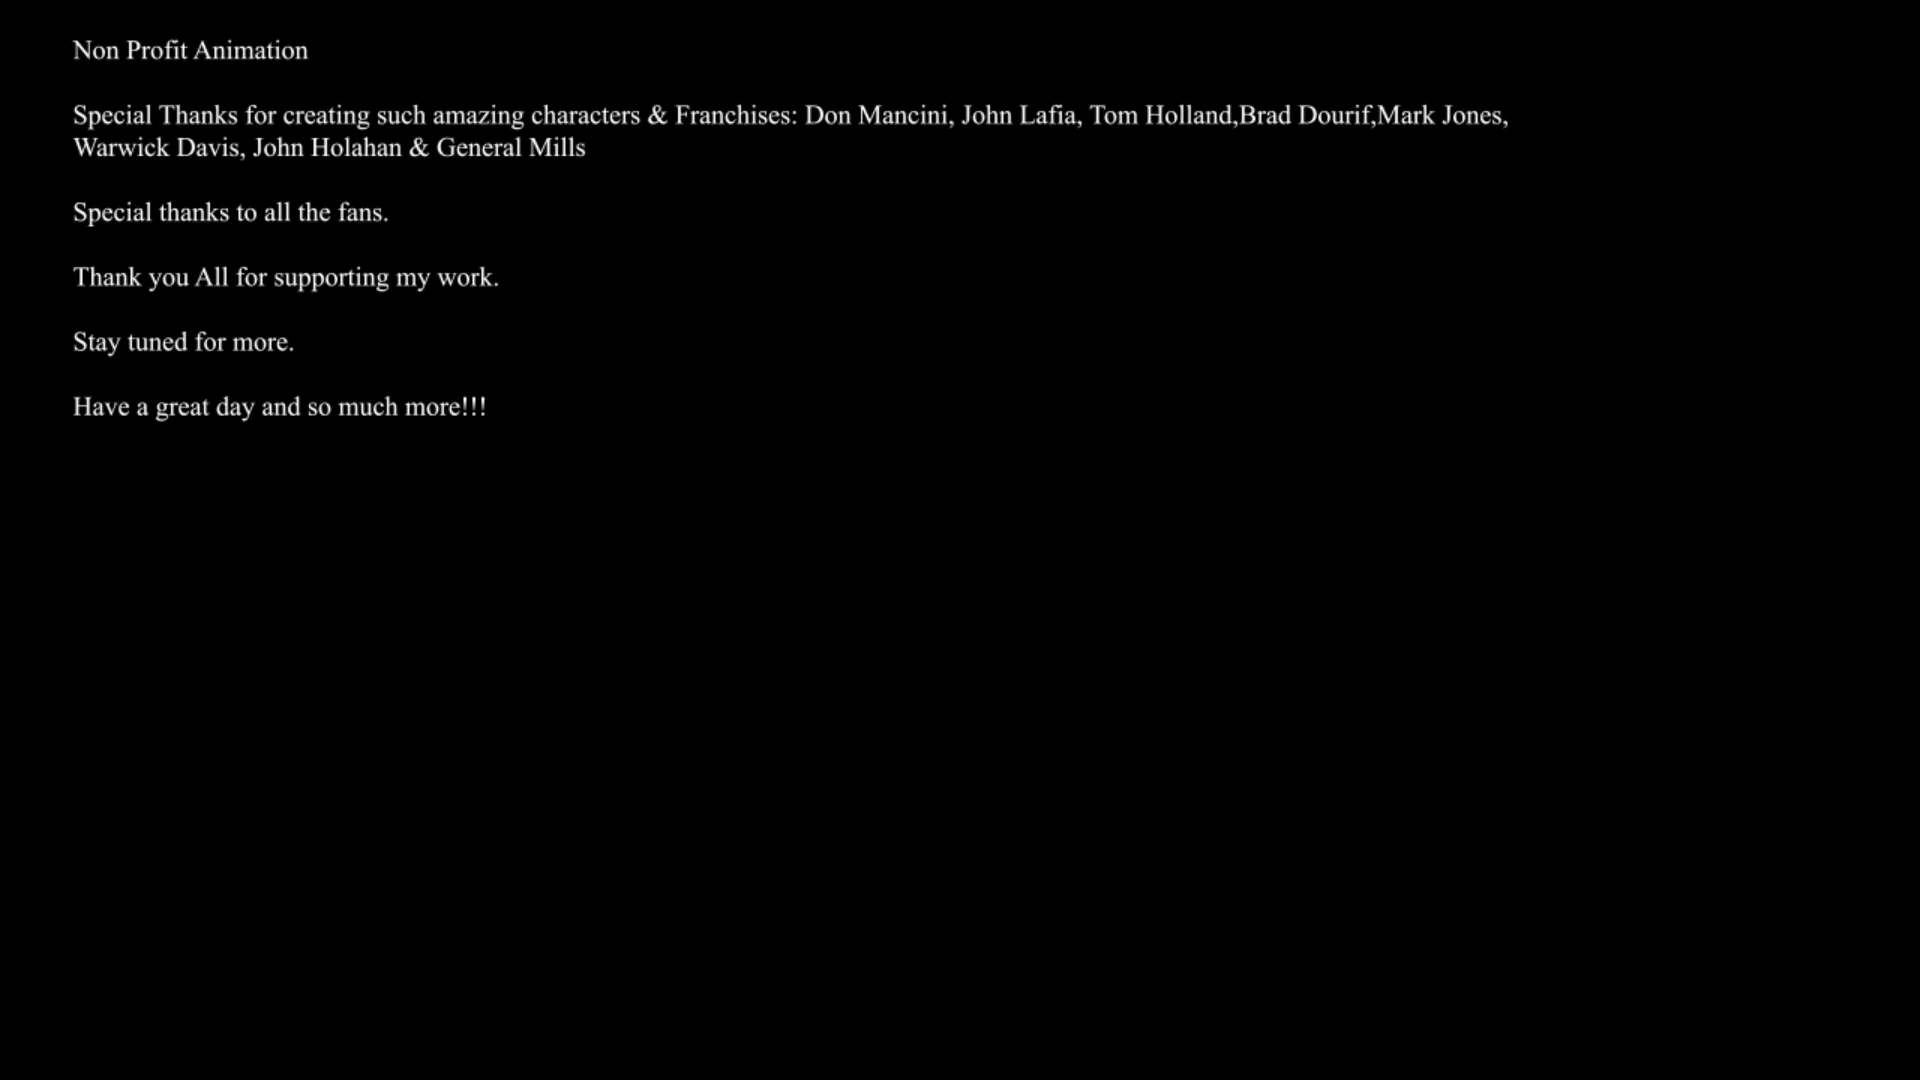 Non Profit Animation
Special Thanks for creating such amazing characters & Franchises: Don Mancini, John Lafia, Tom Holland,Brad Dourif,Mark Jones,
Warwick Davis, John Holahan & General Mills
Special thanks to all the fans.
Thank you All for supporting my work.
Stay tuned for more.
Have a great day and so much more!!!